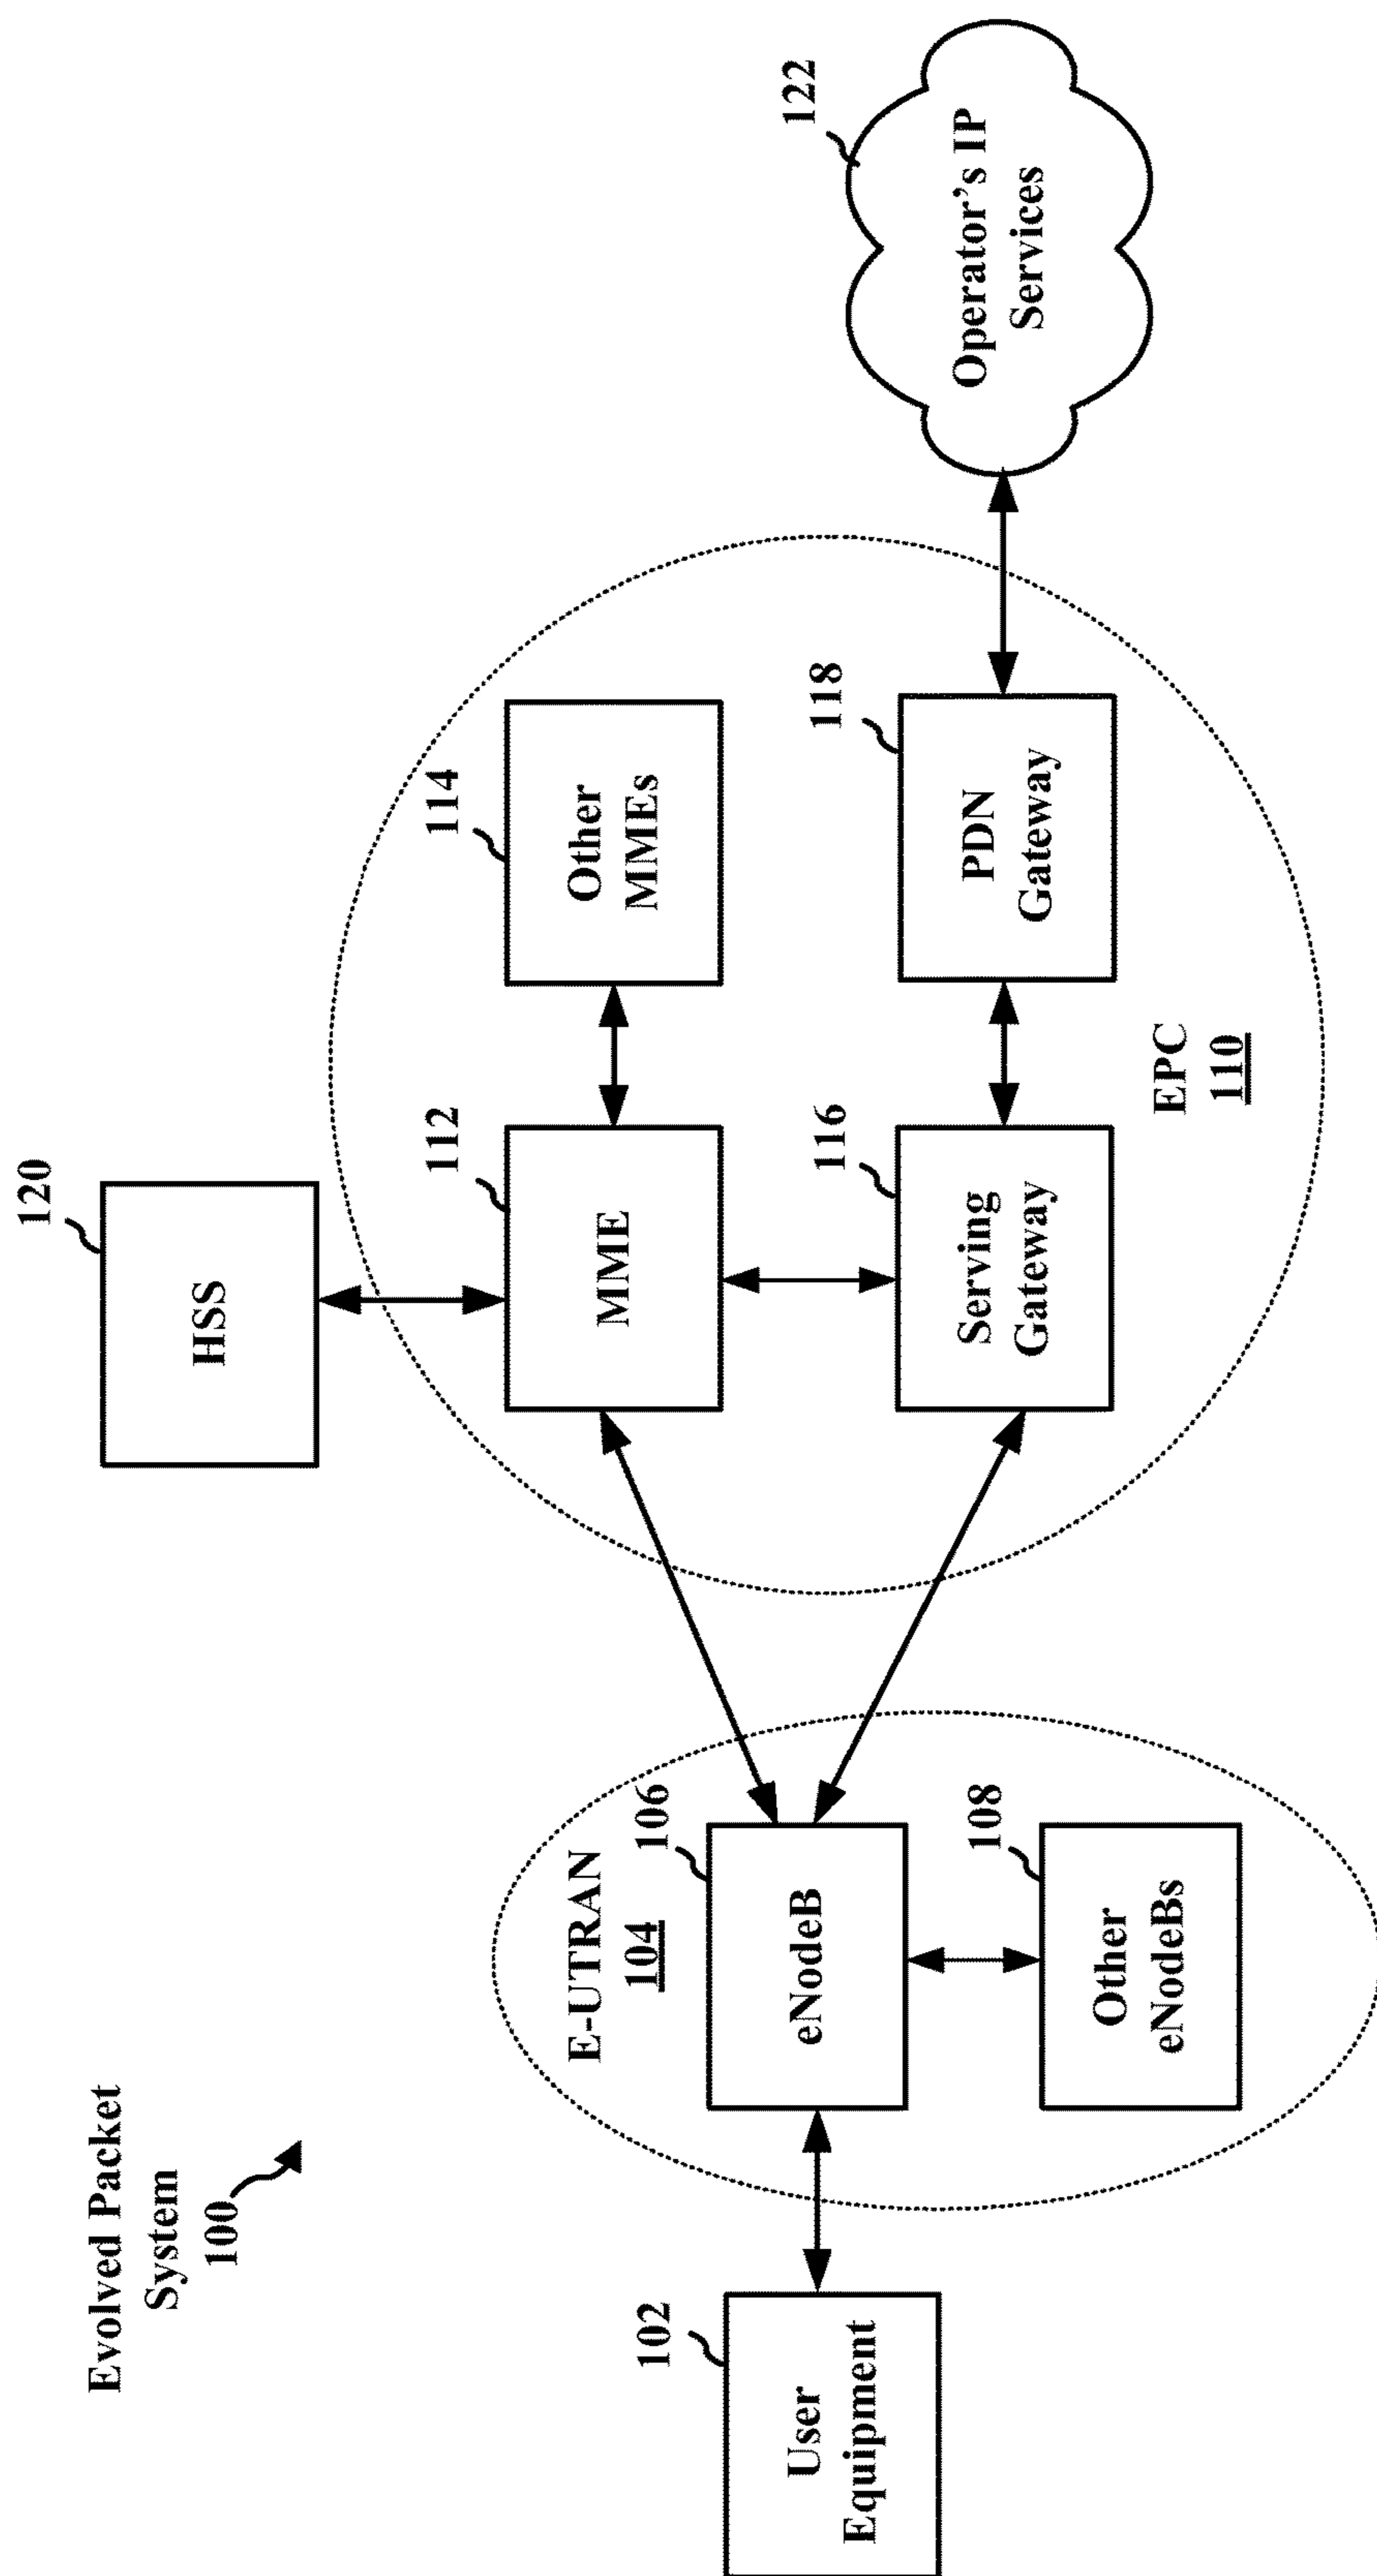 Evolved Packet
System
100
120
HSS
112
MME
114
Other
MMEs
E-UTRAN
104
106
eNodeB
102
User
Equipment
108
Other
eNodeBs
116
Serving
Gateway
118
PDN
Gateway
EPC
110
122
Operator's IP
Services